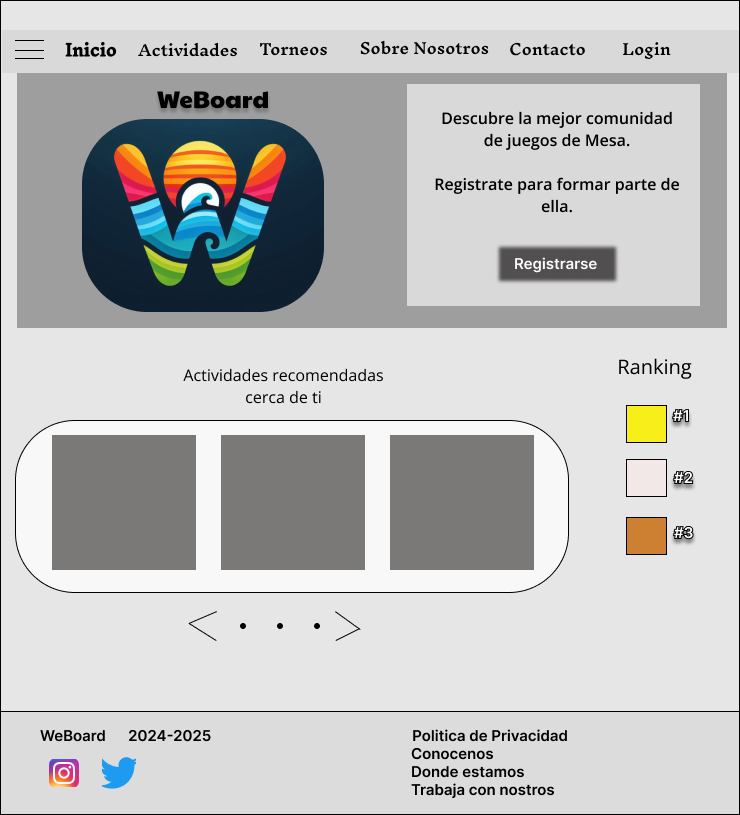 Inicio Actividades Torneos Sobre Nosotros Contacto Login
WeBoard
Descubre la mejor comunidad
de juegos de Mesa.
Registrate para formar parte de
ella.
Registrarse
Actividades recomendadas
cerca de ti
Ranking
#1
#2
#3
WeBoard 2024-2025
Politica de Privacidad
Conocenos
Donde estamos
Trabaja con nostros